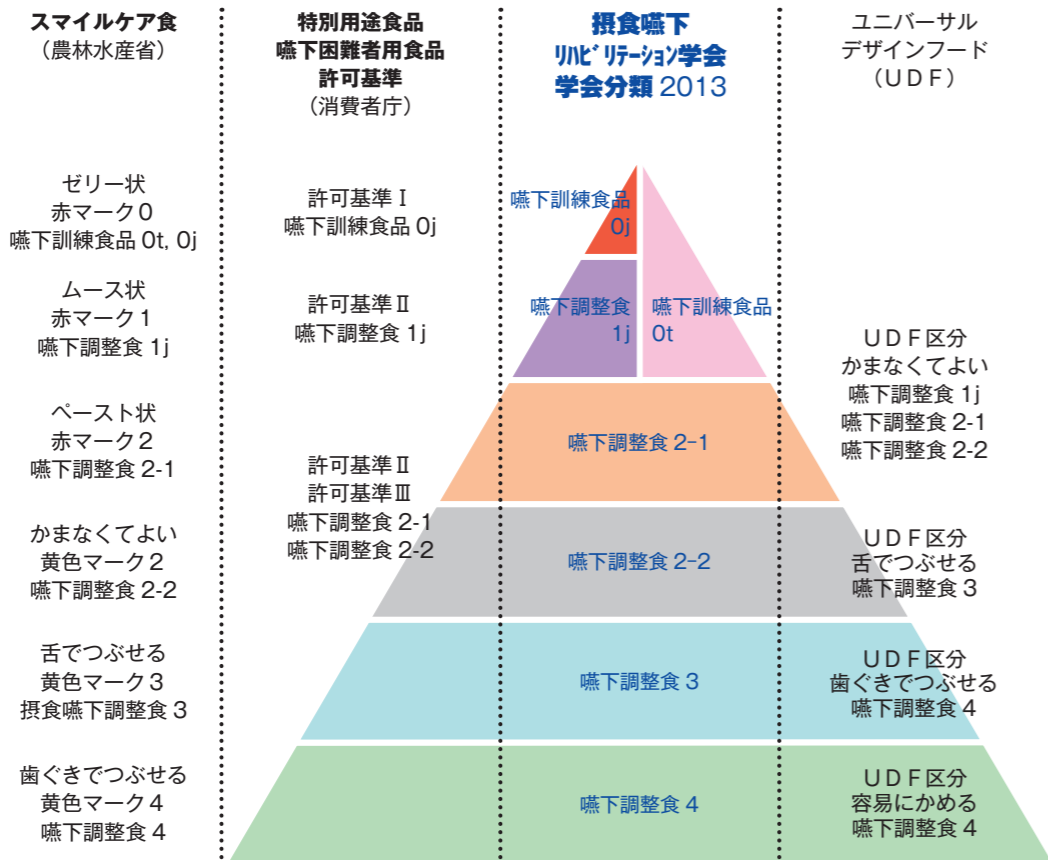 スマイルケア食
（農林水産省）
特別用途食品
嚥下困難者用食品
許可基準
（消費者庁）
摂食嚥下
ﾘﾊﾋﾞﾘﾃｰｼｮﾝ学会
学会分類 2013
ユニバーサル
デザインフード
（ＵＤＦ）
ゼリー状
赤マーク 0
嚥下訓練食品 0t, 0j
ムース状
赤マーク 1
嚥下調整食 1j
ペースト状
赤マーク 2
嚥下調整食 2-1
かまなくてよい
黄色マーク 2
嚥下調整食 2-2
舌でつぶせる
黄色マーク 3
摂食嚥下調整食 3
歯ぐきでつぶせる
黄色マーク 4
嚥下調整食 4
許可基準Ⅰ
嚥下訓練食品 0j
許可基準Ⅱ
嚥下調整食 1j
許可基準Ⅱ
許可基準Ⅲ
嚥下調整食 2-1
嚥下調整食 2-2
嚥下訓練食品
0j
嚥下調整食
1j
嚥下訓練食品
0t
嚥下調整食 2-1
嚥下調整食 2-2
嚥下調整食 3
嚥下調整食 4
ＵＤＦ区分
かまなくてよい
嚥下調整食 1j
嚥下調整食 2-1
嚥下調整食 2-2
ＵＤＦ区分
舌でつぶせる
嚥下調整食 3
ＵＤＦ区分
歯ぐきでつぶせる
嚥下調整食 4
ＵＤＦ区分
容易にかめる
嚥下調整食 4